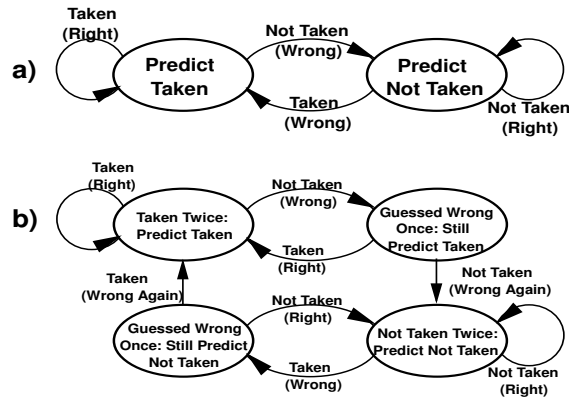 Taken
(Right)
Not Taken
(Wrong)
a)
Predict
Taken
Predict
Not Taken
Taken
(Wrong)
Not Taken
(Right)
Taken
(Right)
Not Taken
(Wrong)
b)
Taken Twice:
Predict Taken
Guessed Wrong
Once: Still
Predict Taken
Taken
(Right)
Taken
(Wrong Again)
Not Taken
(Wrong Again)
Not Taken
(Right)
Guessed Wrong
Once: Still Predict
Not Taken
Not Taken Twice:
Predict Not Taken
Taken
(Wrong)
Not Taken
(Right)